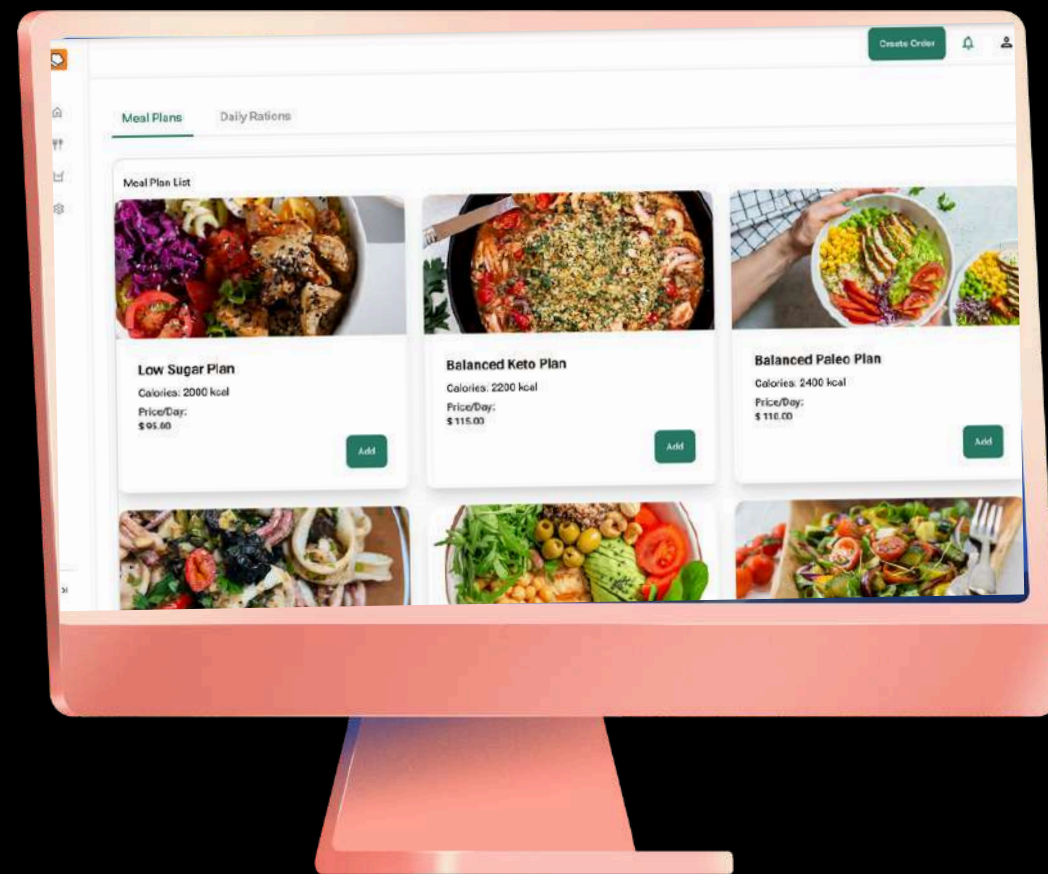 Create Order
Meal Plans
Daily Rations
Meal Plan List
Low Sugar Plan
Calories: 2000 kcal
Price/Day:
$ 95.00
Add
Balanced Keto Plan
Calories: 2200 kcal
Price/Day:
$ 115.00
Add
Balanced Paleo Plan
Calories: 2400 kcal
Price/Day:
$ 110.00
Add